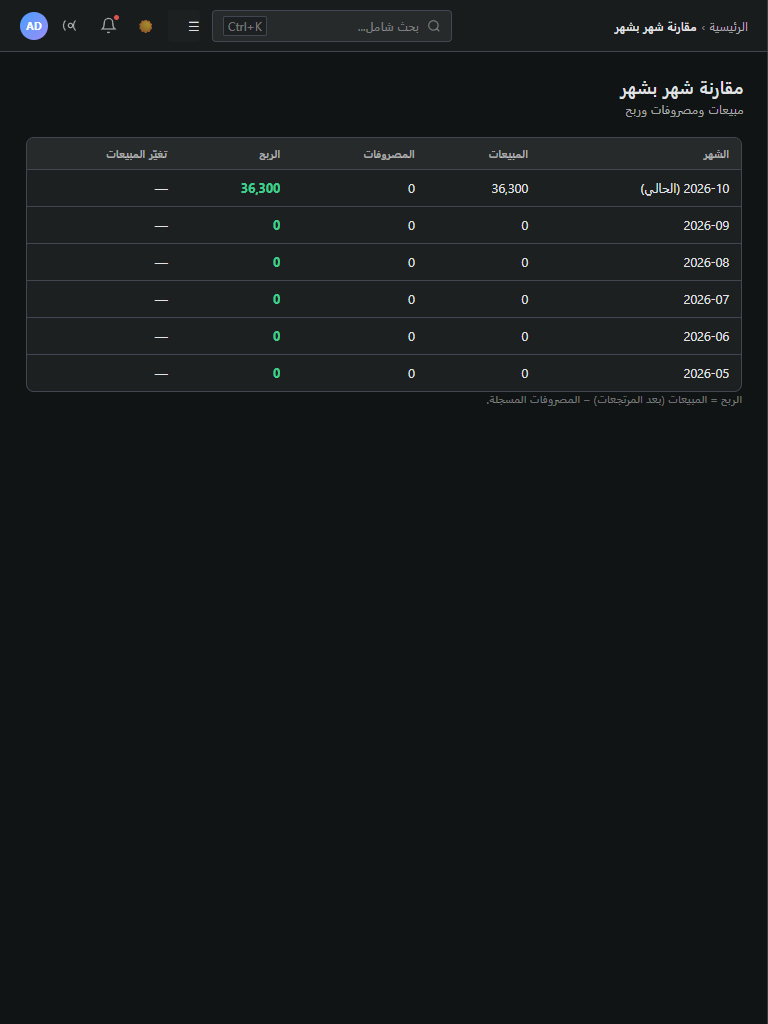 الرئيسية › مقارنة شهر بشهر
بحث شامل... Ctrl+K
☰
AD
مقارنة شهر بشهر
مبيعات ومصروفات وربح
الشهر المبيعات المصروفات الربح تغيّر المبيعات
2026-10 (الحالي) 36,300 0 36,300 —
2026-09 0 0 0 —
2026-08 0 0 0 —
2026-07 0 0 0 —
2026-06 0 0 0 —
2026-05 0 0 0 —
الربح = المبيعات (بعد المرتجعات) − المصروفات المسجلة.